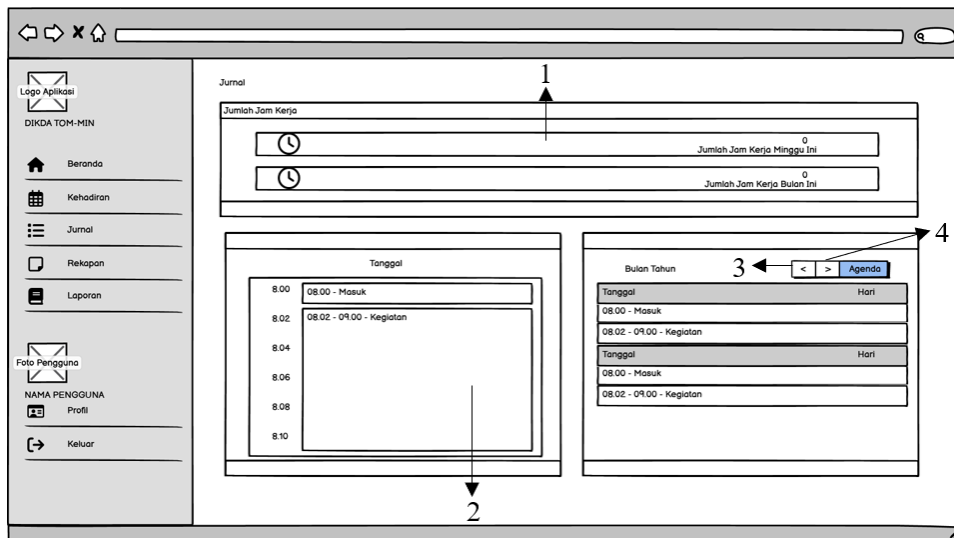 Logo Aplikasi
DIKDA TOM-MIN
Beranda
Kehadiran
Jurnal
Rekapan
Laporan
Foto Pengguna
NAMA PENGGUNA
Profil
Keluar
Jurnal
1
Jumlah Jam Kerja
0
Jumlah Jam Kerja Minggu Ini
0
Jumlah Jam Kerja Bulan Ini
Tanggal
8.00 08.00 - Masuk
8.02 08.02 - 09.00 - Kegiatan
8.04
8.06
8.08
8.10
2
Bulan Tahun 3 < > Agenda 4
Tanggal Hari
08.00 - Masuk
08.02 - 09.00 - Kegiatan
Tanggal Hari
08.00 - Masuk
08.02 - 09.00 - Kegiatan